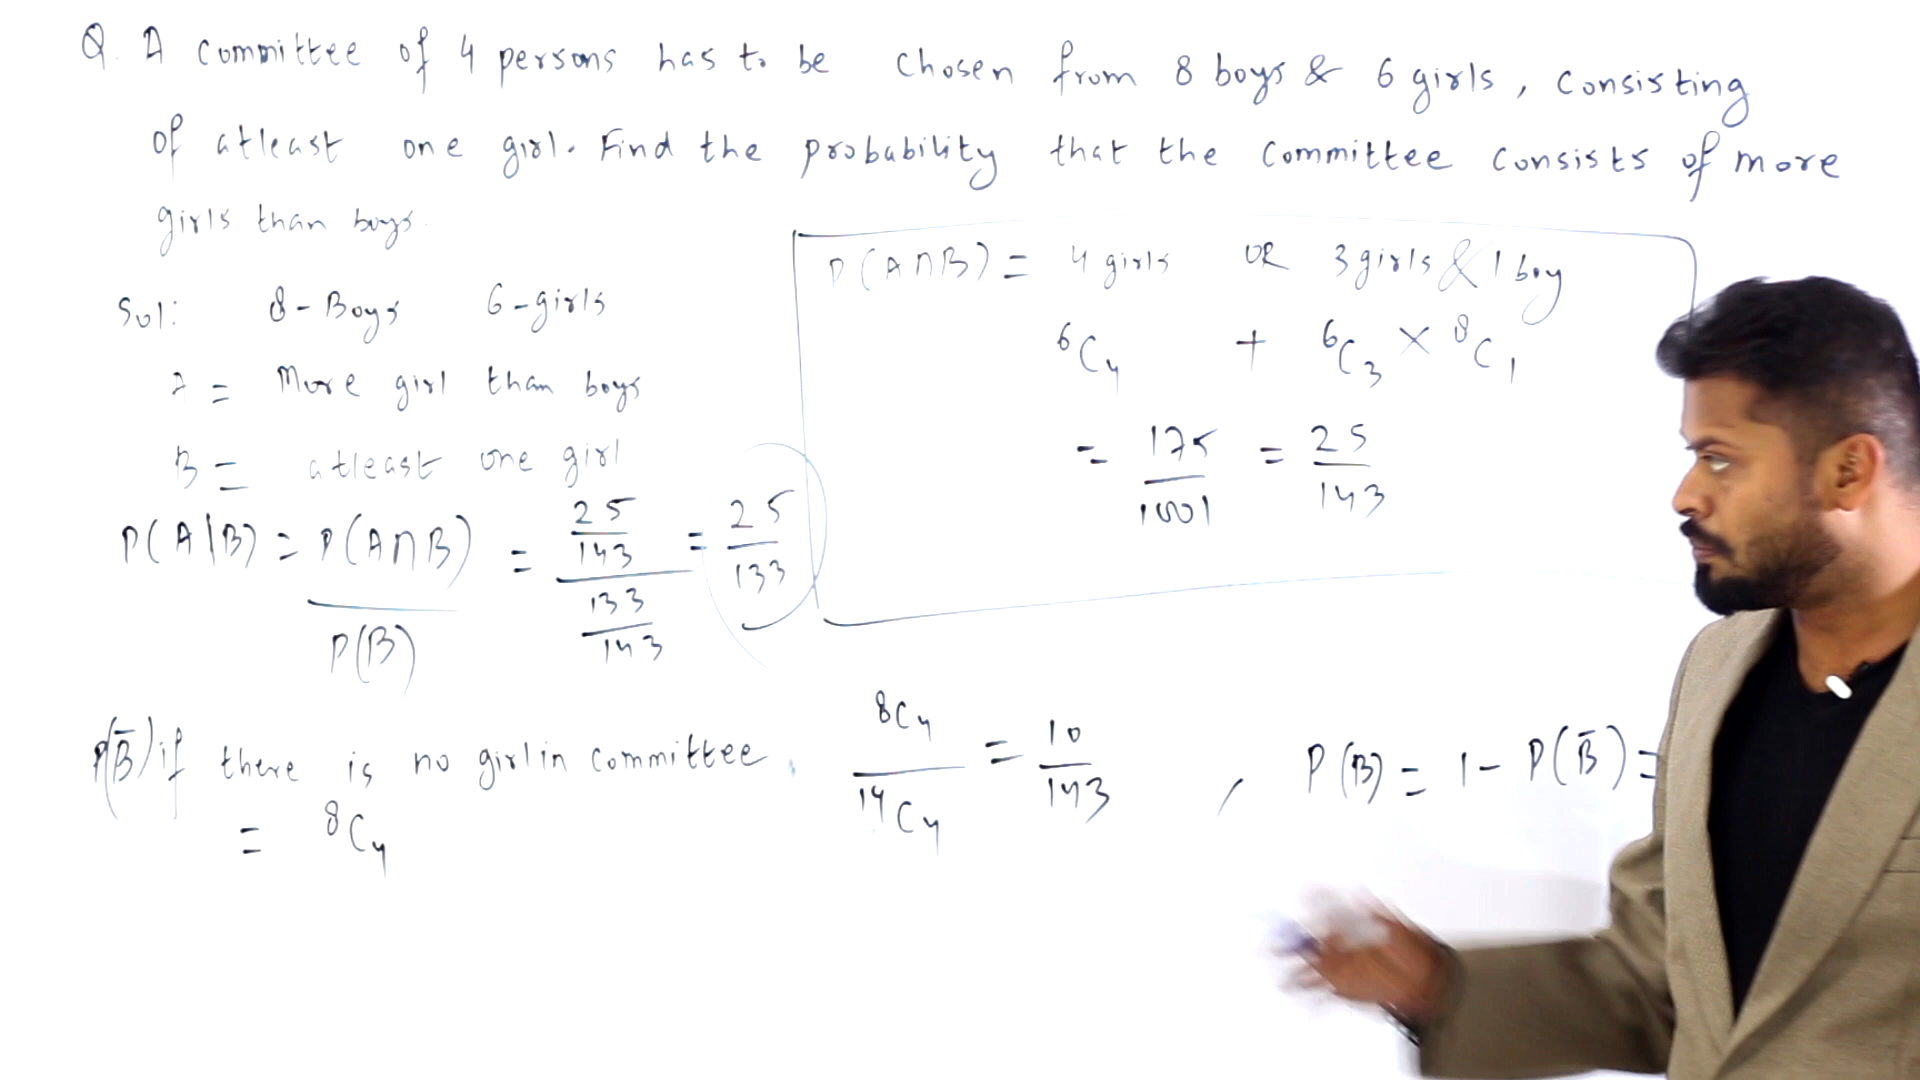 Q. A committee of 4 persons has to be chosen from 8 boys & 6 girls, consisting
of atleast one girl. Find the probability that the committee consists of more
girls than boys.
Sol: 8-Boys 6-girls
A = More girl than boys
B = atleast one girl
P(A|B) = P(A∩B)/P(B) = (25/143)/(133/143) = 25/133
P(A∩B) = 4 girls OR 3 girls & 1 boy
⁶C₄ + ⁶C₃ × ⁸C₁
= 175/1001 = 25/143
P(B̄) if there is no girl in committee, ⁸C₄/¹⁴C₄ = 10/143 , P(B) = 1 - P(B̄) =
= ⁸C₄